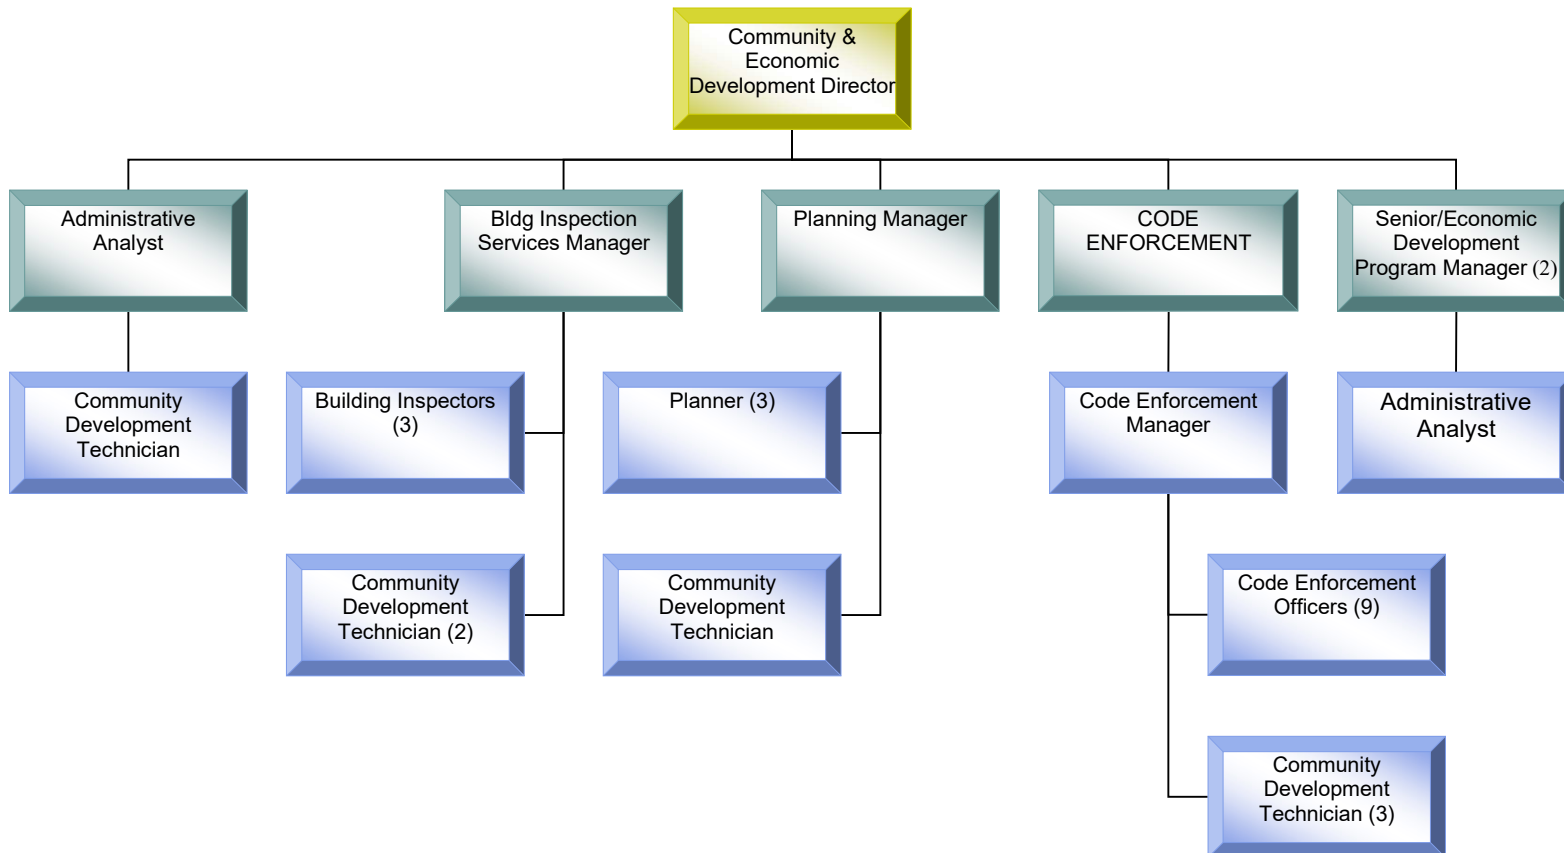 Community &
Economic
Development Director
Administrative
Analyst
Bldg Inspection
Services Manager
Planning Manager
CODE
ENFORCEMENT
Senior/Economic
Development
Program Manager (2)
Community
Development
Technician
Building Inspectors
(3)
Planner (3)
Code Enforcement
Manager
Administrative
Analyst
Community
Development
Technician (2)
Community
Development
Technician
Code Enforcement
Officers (9)
Community
Development
Technician (3)